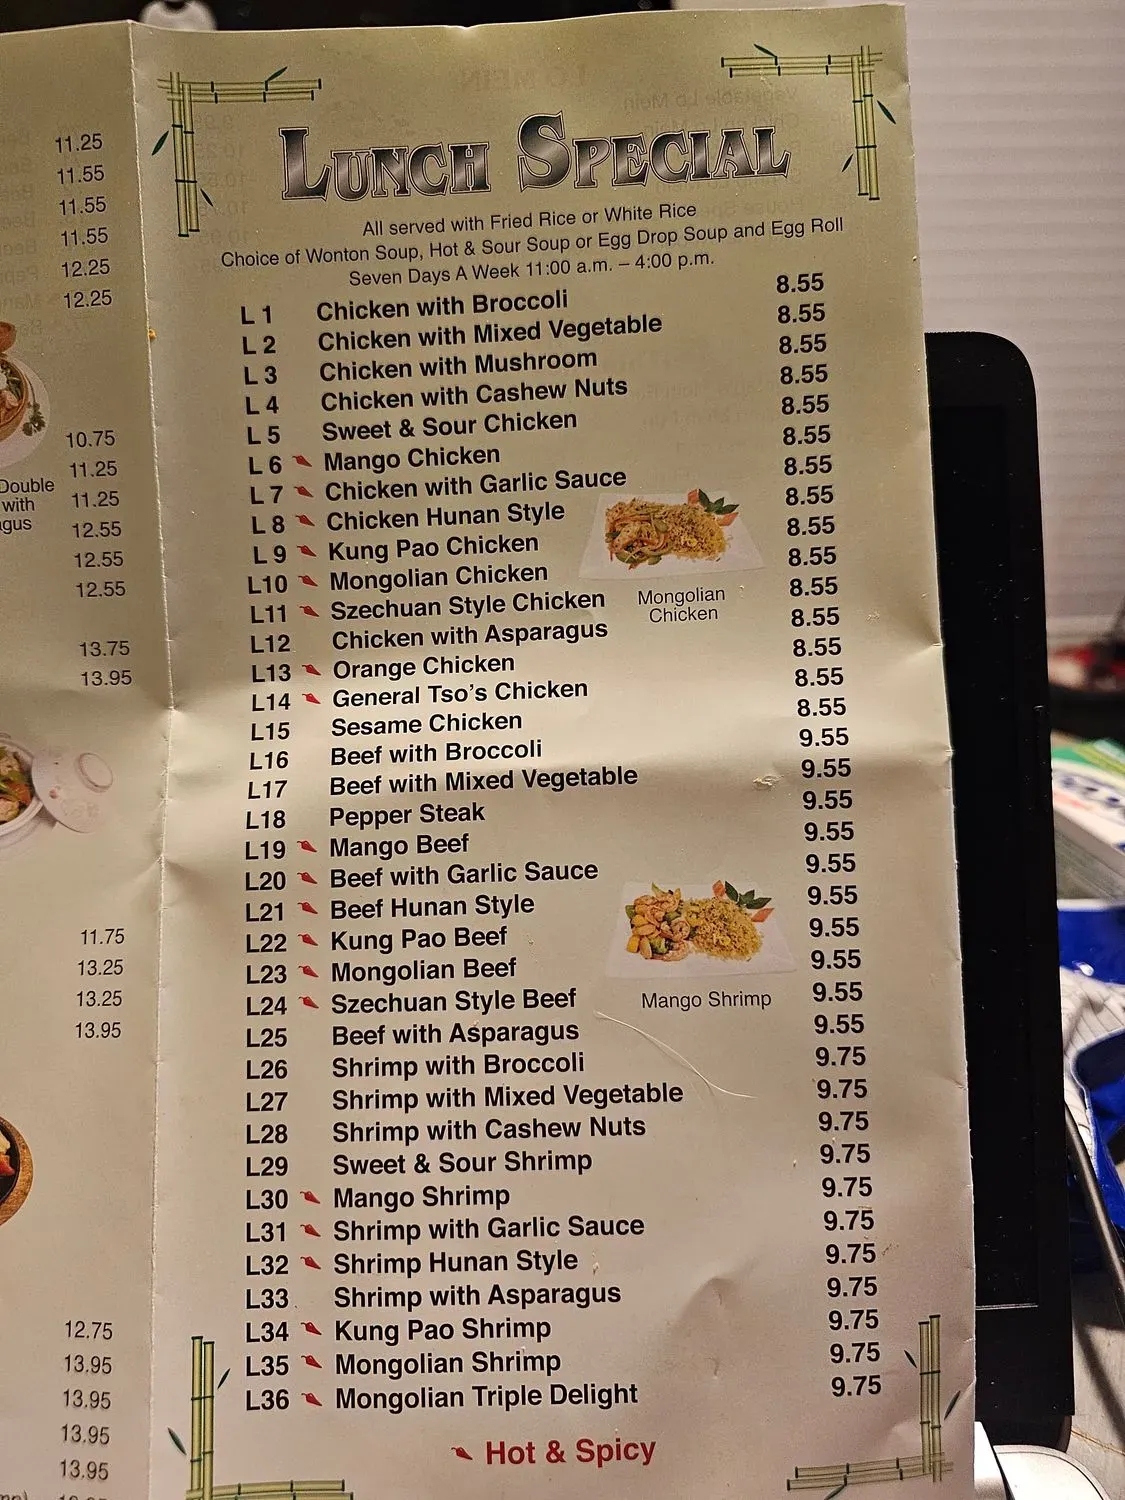 11.25
11.55
11.55
11.55
12.25
12.25
10.75
11.25
Double
with
11.25
12.55
12.55
12.55
13.75
13.95
11.75
13.25
13.25
13.95
12.75
13.95
13.95
13.95
13.95
LUNCH SPECIAL
All served with Fried Rice or White Rice
Choice of Wonton Soup, Hot & Sour Soup or Egg Drop Soup and Egg Roll
Seven Days A Week 11:00 a.m. – 4:00 p.m.
L 1 Chicken with Broccoli 8.55
L 2 Chicken with Mixed Vegetable 8.55
L 3 Chicken with Mushroom 8.55
L 4 Chicken with Cashew Nuts 8.55
L 5 Sweet & Sour Chicken 8.55
L 6 Mango Chicken 8.55
L 7 Chicken with Garlic Sauce 8.55
L 8 Chicken Hunan Style 8.55
L 9 Kung Pao Chicken 8.55
L10 Mongolian Chicken 8.55
L11 Szechuan Style Chicken 8.55
L12 Chicken with Asparagus 8.55
L13 Orange Chicken 8.55
L14 General Tso's Chicken 8.55
L15 Sesame Chicken 8.55
L16 Beef with Broccoli 9.55
L17 Beef with Mixed Vegetable 9.55
L18 Pepper Steak 9.55
L19 Mango Beef 9.55
L20 Beef with Garlic Sauce 9.55
L21 Beef Hunan Style 9.55
L22 Kung Pao Beef 9.55
L23 Mongolian Beef 9.55
L24 Szechuan Style Beef 9.55
L25 Beef with Asparagus 9.55
L26 Shrimp with Broccoli 9.75
L27 Shrimp with Mixed Vegetable 9.75
L28 Shrimp with Cashew Nuts 9.75
L29 Sweet & Sour Shrimp 9.75
L30 Mango Shrimp 9.75
L31 Shrimp with Garlic Sauce 9.75
L32 Shrimp Hunan Style 9.75
L33 Shrimp with Asparagus 9.75
L34 Kung Pao Shrimp 9.75
L35 Mongolian Shrimp 9.75
L36 Mongolian Triple Delight 9.75
Mongolian
Chicken
Mango Shrimp
Hot & Spicy